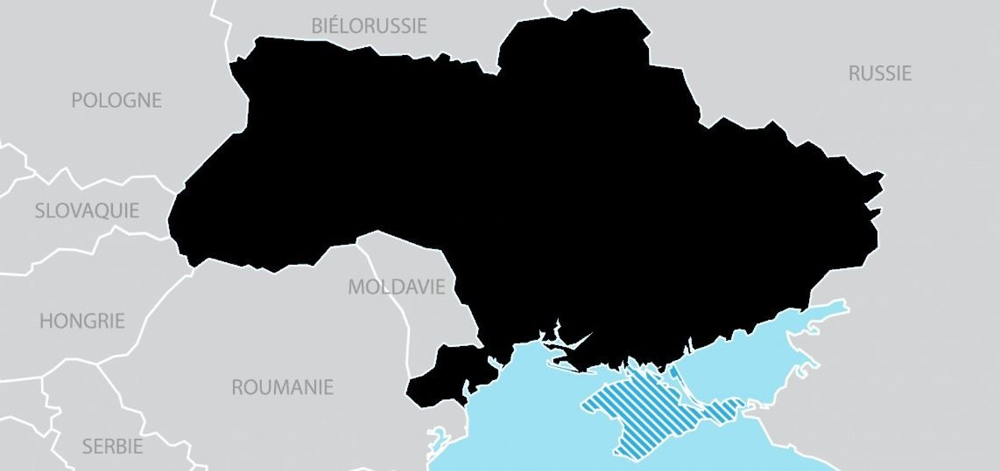 BIÉLORUSSIE
RUSSIE
POLOGNE
SLOVAQUIE
MOLDAVIE
HONGRIE
ROUMANIE
SERBIE